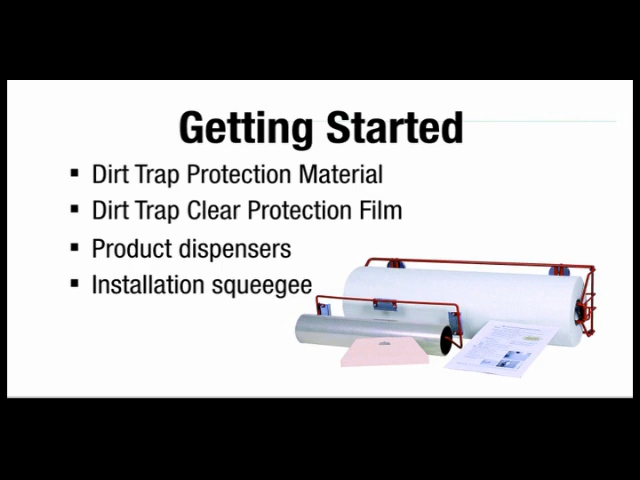 Getting Started
▪ Dirt Trap Protection Material
▪ Dirt Trap Clear Protection Film
▪ Product dispensers
▪ Installation squeegee